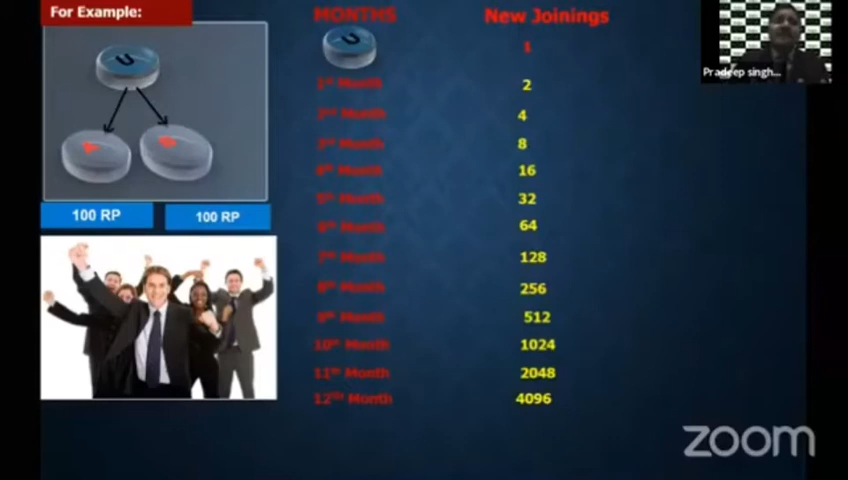 For Example:
U
100 RP
100 RP
MONTHS New Joinings
U 1
1st Month 2
2nd Month 4
3rd Month 8
4th Month 16
5th Month 32
6th Month 64
7th Month 128
8th Month 256
9th Month 512
10th Month 1024
11th Month 2048
12th Month 4096
Pradeep singh...
zoom